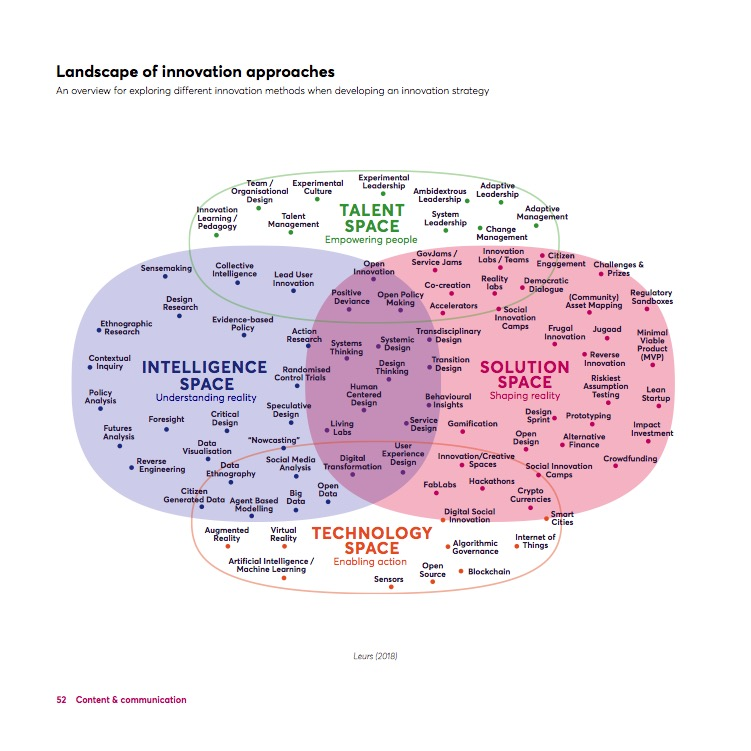 Landscape of innovation approaches
An overview for exploring different innovation methods when developing an innovation strategy
Team /
Organisational
Design
Experimental
Culture
Experimental
Leadership
Ambidextrous
Leadership
Adaptive
Leadership
Innovation
Learning /
Pedagogy
Talent
Management
TALENT
SPACE
Empowering people
System
Leadership
Change
Management
Adaptive
Management
Sensemaking
Collective
Intelligence
Lead User
Innovation
Open
Innovation
GovJams /
Service Jams
Innovation
Labs / Teams
Citizen
Engagement
Challenges &
Prizes
Design
Research
Positive
Deviance
Open Policy
Making
Co-creation
Accelerators
Reality
labs
Democratic
Dialogue
(Community)
Asset Mapping
Regulatory
Sandboxes
Ethnographic
Research
Evidence-based
Policy
Action
Research
Systems
Thinking
Systemic
Design
Transdisciplinary
Design
Social
Innovation
Camps
Frugal
Innovation
Jugaad
Minimal
Viable
Product
(MVP)
Contextual
Inquiry
INTELLIGENCE
SPACE
Understanding reality
Randomised
Control Trials
Design
Thinking
Transition
Design
SOLUTION
SPACE
Shaping reality
Reverse
Innovation
Riskiest
Assumption
Testing
Lean
Startup
Policy
Analysis
Human
Centered
Design
Behavioural
Insights
Foresight
Critical
Design
Speculative
Design
Living
Labs
Service
Design
Gamification
Design
Sprint
Prototyping
Impact
Investment
Futures
Analysis
Data
Visualisation
"Nowcasting"
Open
Design
Alternative
Finance
Reverse
Engineering
Data
Ethnography
Social Media
Analysis
Digital
Transformation
User
Experience
Design
Innovation/Creative
Spaces
Social Innovation
Camps
Crowdfunding
Citizen
Generated Data
Agent Based
Modelling
Big
Data
Open
Data
FabLabs
Hackathons
Crypto
Currencies
Digital Social
Innovation
Smart
Cities
Augmented
Reality
Virtual
Reality
TECHNOLOGY
SPACE
Enabling action
Algorithmic
Governance
Internet of
Things
Artificial Intelligence /
Machine Learning
Sensors
Open
Source
Blockchain
Leurs (2018)
52 Content & communication